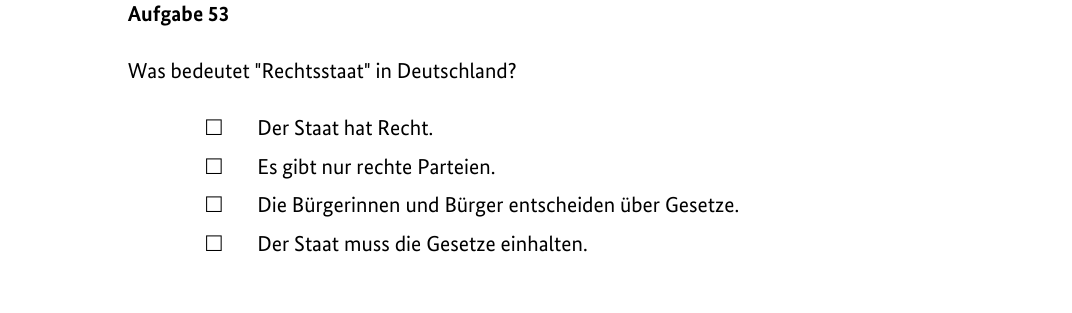 Aufgabe 53
Was bedeutet "Rechtsstaat" in Deutschland?
☐ Der Staat hat Recht.
☐ Es gibt nur rechte Parteien.
☐ Die Bürgerinnen und Bürger entscheiden über Gesetze.
☐ Der Staat muss die Gesetze einhalten.